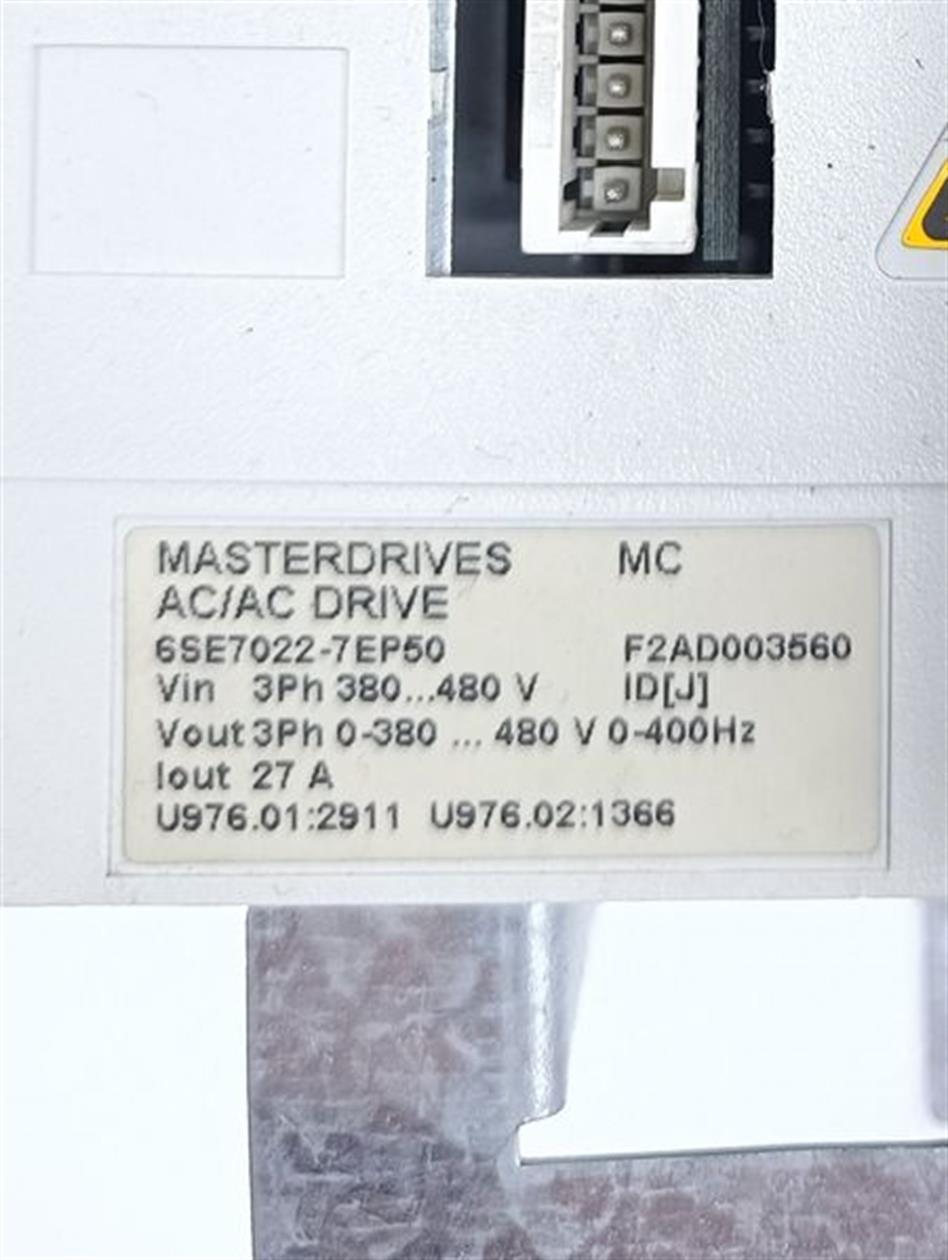 MASTERDRIVES MC
AC/AC DRIVE
6SE7022-7EP50 F2AD003560
Vin 3Ph 380...480 V ID[J]
Vout 3Ph 0-380 ... 480 V 0-400Hz
Iout 27 A
U976.01:2911 U976.02:1366